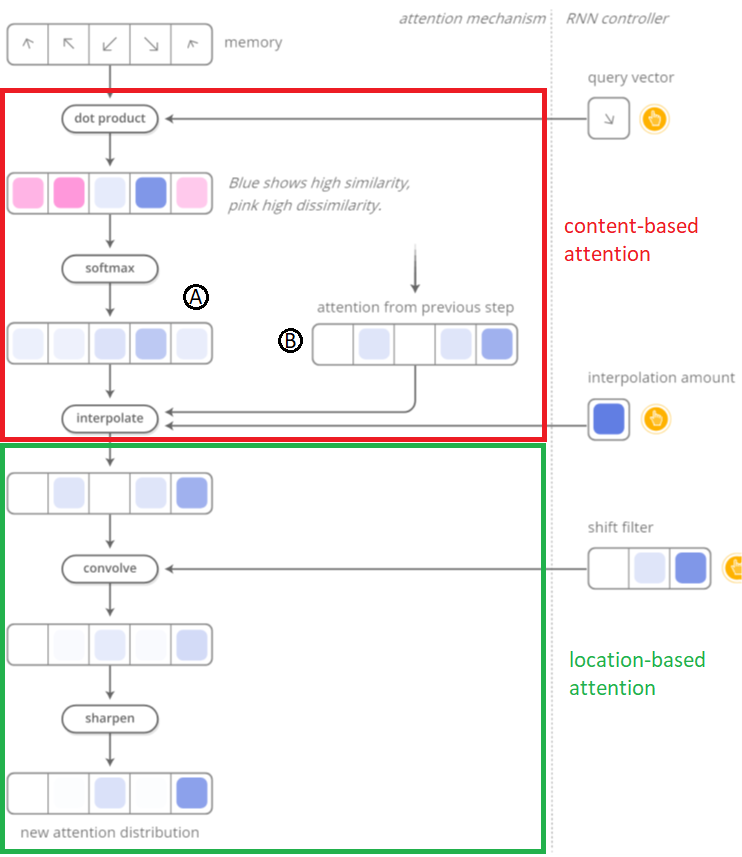 attention mechanism
RNN controller
memory
query vector
dot product
Blue shows high similarity,
pink high dissimilarity.
content-based
attention
softmax
A
attention from previous step
B
interpolation amount
interpolate
shift filter
convolve
location-based
attention
sharpen
new attention distribution